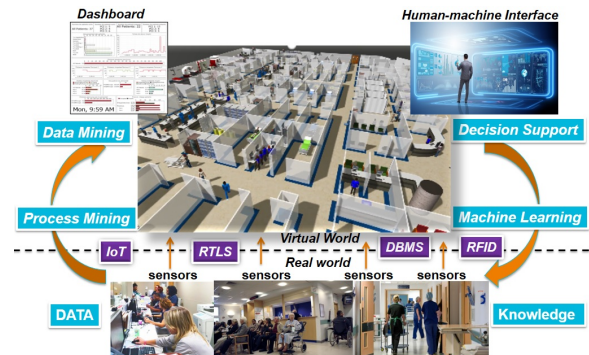 Dashboard
Human-machine Interface
Mon, 9:59 AM
Data Mining
Decision Support
Process Mining
Machine Learning
Virtual World
IoT
RTLS
DBMS
RFID
Real world
sensors
sensors
sensors
sensors
DATA
Knowledge